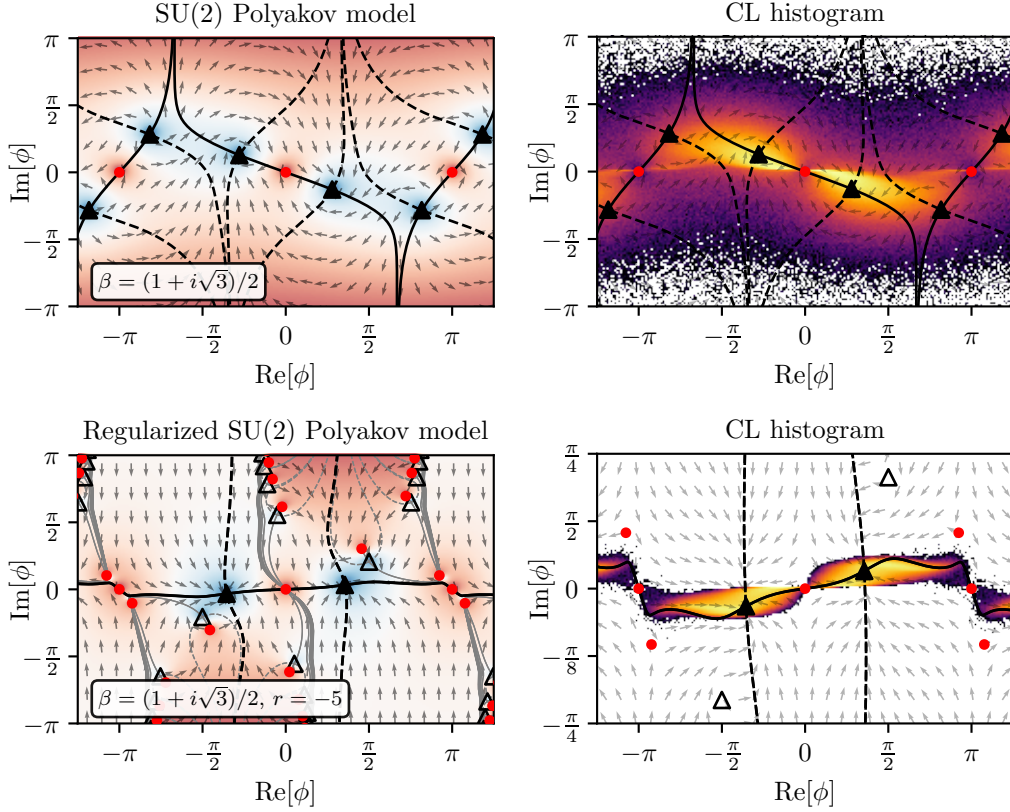 SU(2) Polyakov model
CL histogram
Im[ϕ]
π
π/2
0
−π/2
−π
β = (1 + i√3)/2
−π
−π/2
0
π/2
π
Re[ϕ]
Im[ϕ]
π
π/2
0
−π/2
−π
−π
−π/2
0
π/2
π
Re[ϕ]
Regularized SU(2) Polyakov model
CL histogram
Im[ϕ]
π
π/2
0
−π/2
−π
β = (1 + i√3)/2, r = −5
−π
−π/2
0
π/2
π
Re[ϕ]
Im[ϕ]
π/4
π/2
0
−π/8
−π/4
−π
−π/2
0
π/2
π
Re[ϕ]